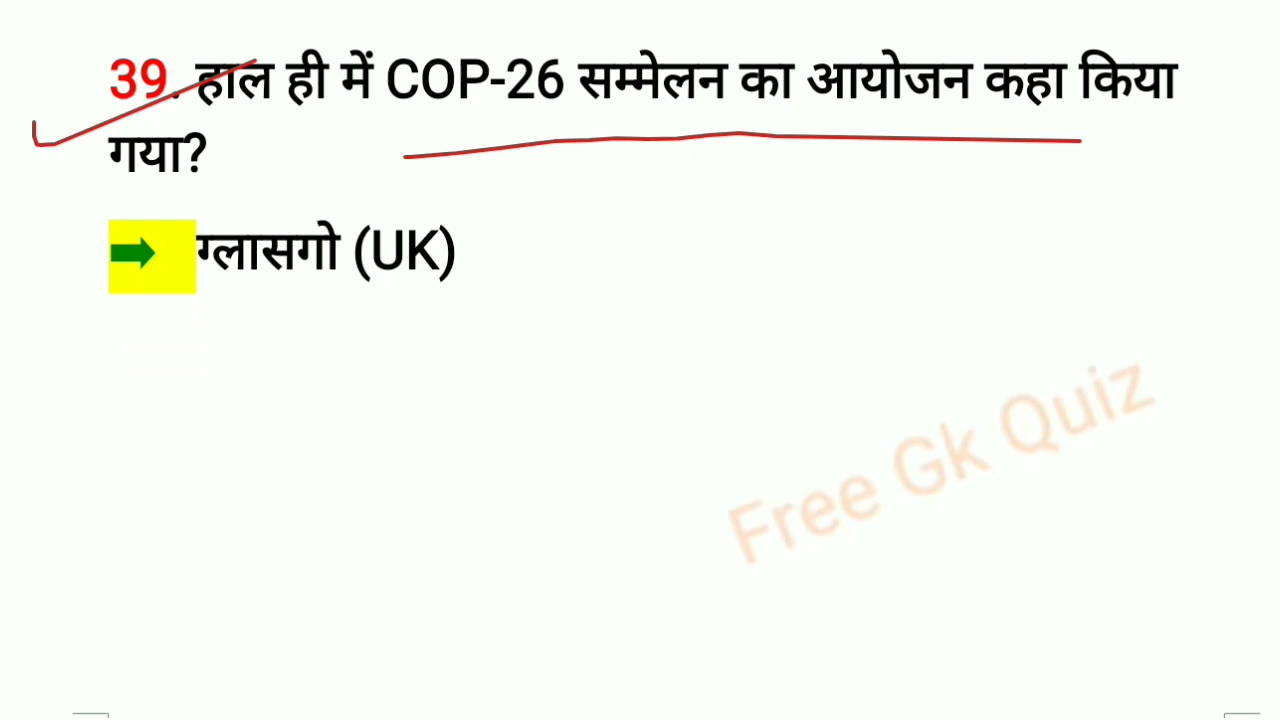 39. हाल ही में COP-26 सम्मेलन का आयोजन कहा किया
गया?
ग्लासगो (UK)
Free Gk Quiz